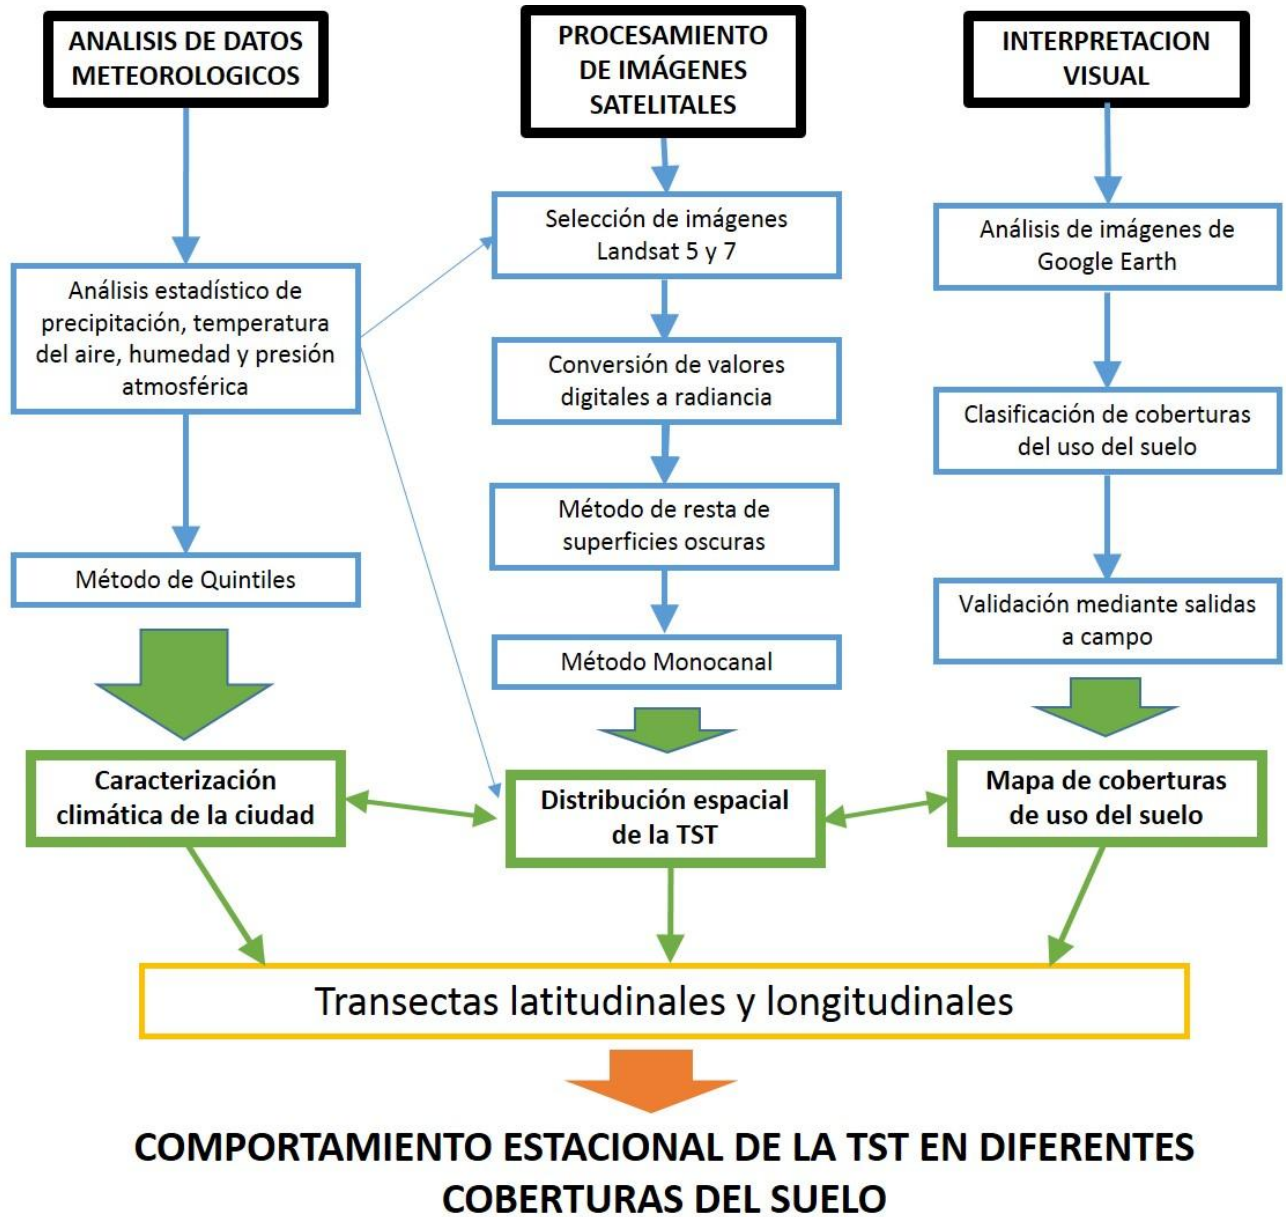 ANALISIS DE DATOS
METEOROLOGICOS
Análisis estadístico de
precipitación, temperatura
del aire, humedad y presión
atmosférica
Método de Quintiles
Caracterización
climática de la ciudad
PROCESAMIENTO
DE IMÁGENES
SATELITALES
Selección de imágenes
Landsat 5 y 7
Conversión de valores
digitales a radiancia
Método de resta de
superficies oscuras
Método Monocanal
Distribución espacial
de la TST
INTERPRETACION
VISUAL
Análisis de imágenes de
Google Earth
Clasificación de coberturas
del uso del suelo
Validación mediante salidas
a campo
Mapa de coberturas
de uso del suelo
Transectas latitudinales y longitudinales
COMPORTAMIENTO ESTACIONAL DE LA TST EN DIFERENTES
COBERTURAS DEL SUELO